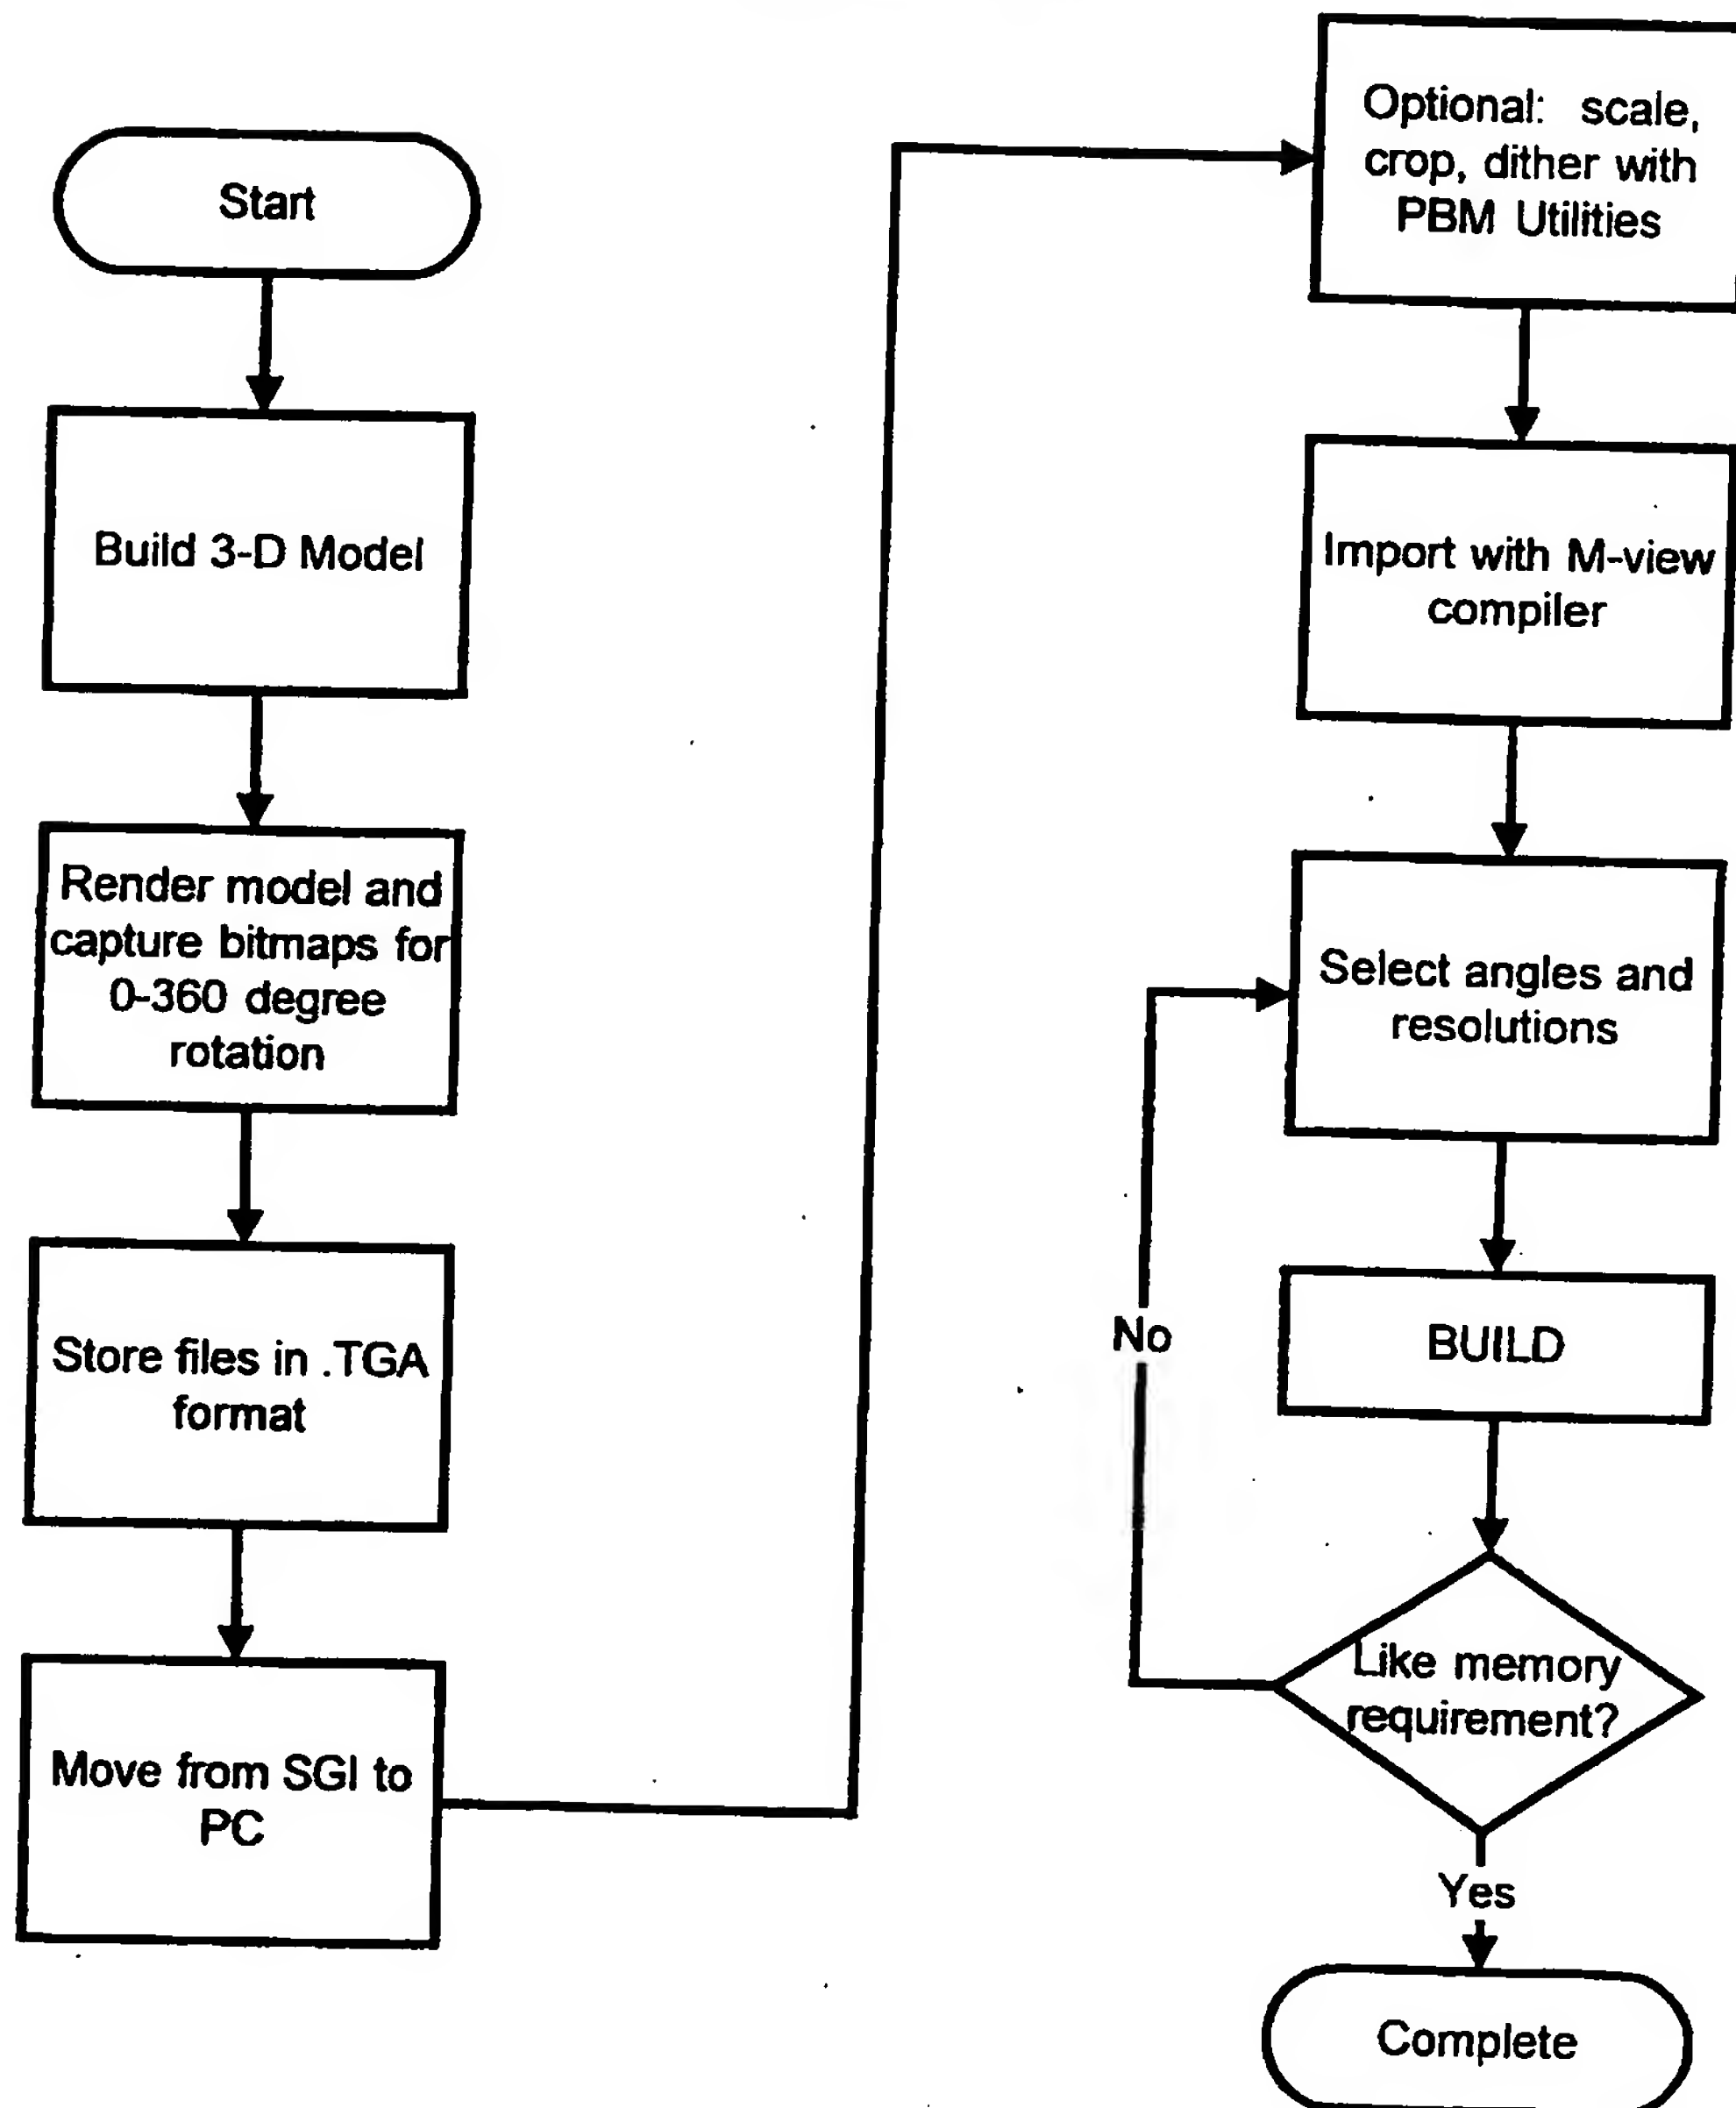 Start
Build 3-D Model
Render model and
capture bitmaps for
0-360 degree
rotation
Store files in .TGA
format
Move from SGI to
PC
Optional: scale,
crop, dither with
PBM Utilities
Import with M-view
compiler
Select angles and
resolutions
BUILD
No
Like memory
requirement?
Yes
Complete